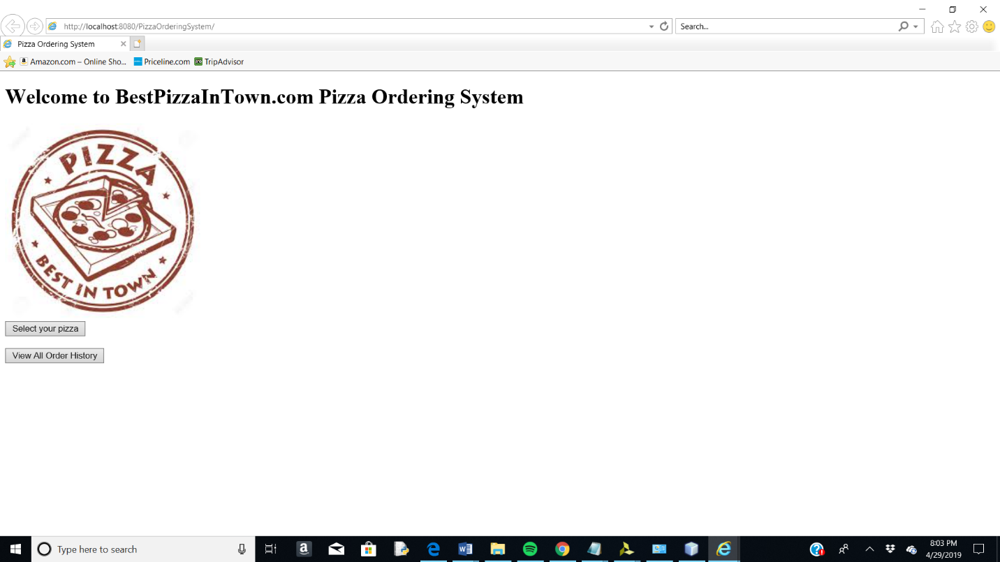 http://localhost:8080/PizzaOrderingSystem/
Search...
Pizza Ordering System
Amazon.com – Online Sho...
Priceline.com
TripAdvisor
Welcome to BestPizzaInTown.com Pizza Ordering System
PIZZA
BEST IN TOWN
Select your pizza
View All Order History
Type here to search
8:03 PM
4/29/2019